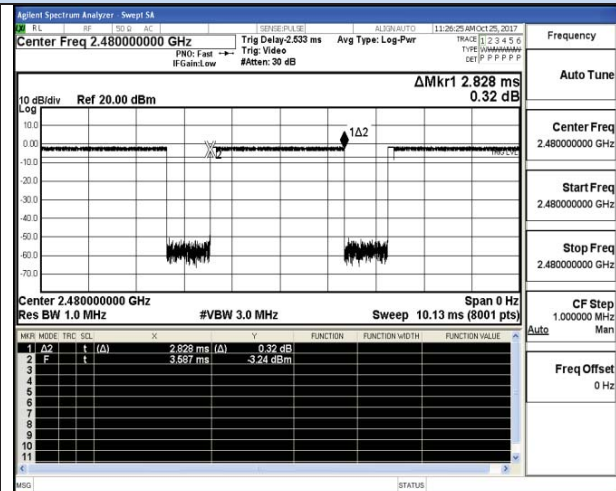 Agilent Spectrum Analyzer - Swept SA
RL RF 50 Ω AC SENSE:PULSE ALIGN AUTO 11:26:25 AM Oct 25, 2017
Center Freq 2.480000000 GHz
PNO: Fast
IFGain:Low
Trig Delay-2.533 ms
Trig: Video
#Atten: 30 dB
Avg Type: Log-Pwr
TRACE 1 2 3 4 5 6
TYPE
DET P P P P P P
Frequency
Auto Tune
ΔMkr1 2.828 ms
0.32 dB
10 dB/div Ref 20.00 dBm
Log
10.0
0.00
-10.0
-20.0
-30.0
-40.0
-50.0
-60.0
-70.0
1Δ2
2
TRIG LVL
Center Freq
2.480000000 GHz
Start Freq
2.480000000 GHz
Stop Freq
2.480000000 GHz
CF Step
1.000000 MHz
Auto Man
Freq Offset
0 Hz
Center 2.480000000 GHz Span 0 Hz
Res BW 1.0 MHz #VBW 3.0 MHz Sweep 10.13 ms (8001 pts)
MKR MODE TRC SCL X Y FUNCTION FUNCTION WIDTH FUNCTION VALUE
1 Δ2 t (Δ) 2.828 ms (Δ) 0.32 dB
2 F t 3.587 ms -3.24 dBm
3
4
5
6
7
8
9
10
11
MSG STATUS